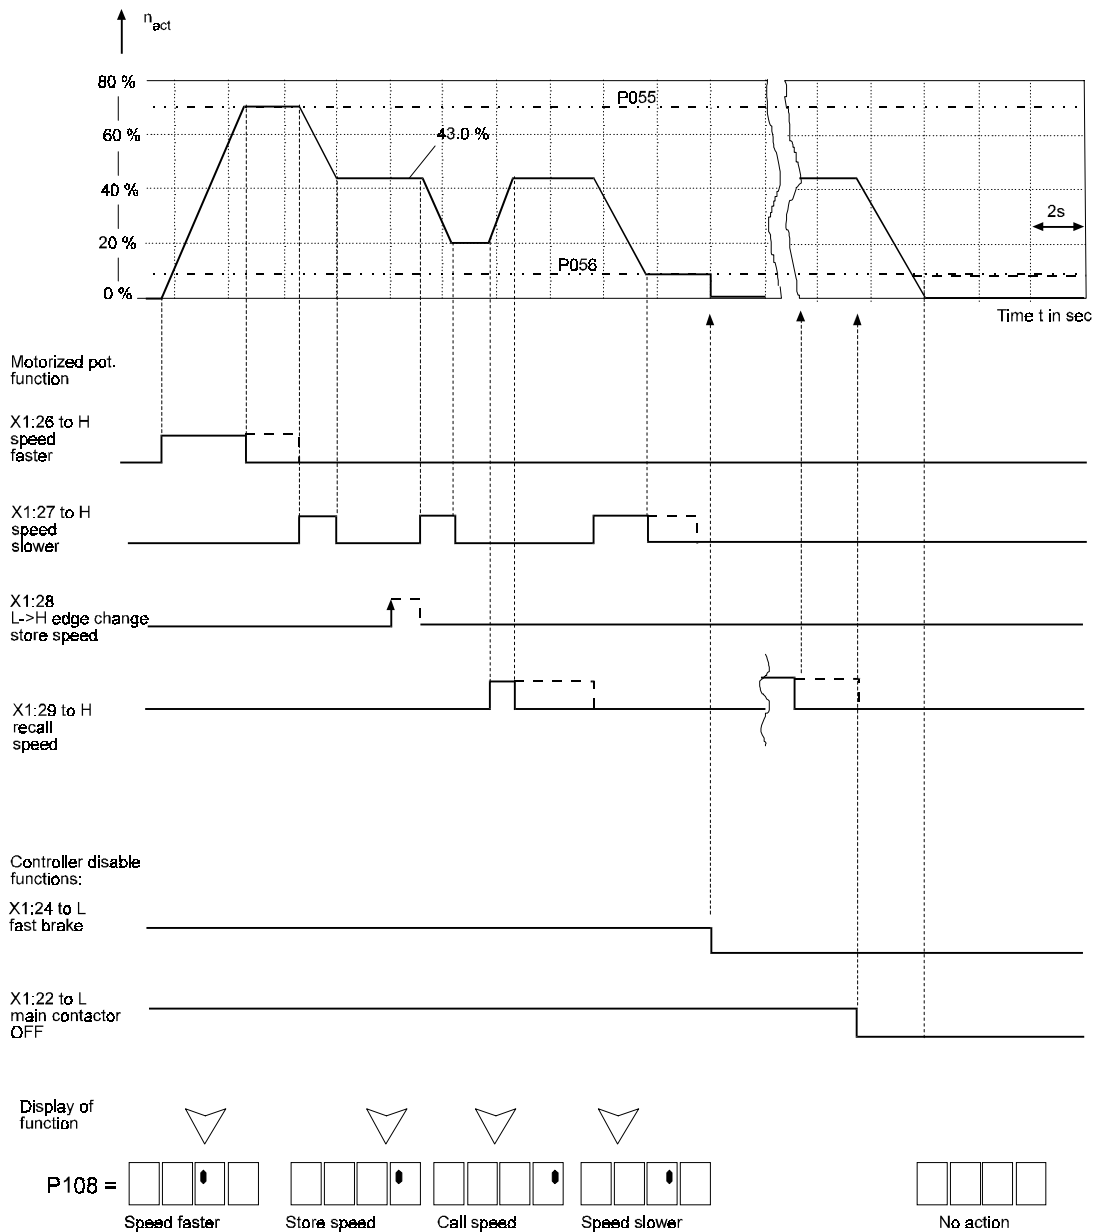 n_act
80 %
P055
60 %
43.0 %
40 %
2s
20 %
P056
0 %
Time t in sec
Motorized pot.
function
X1:26 to H
speed
faster
X1:27 to H
speed
slower
X1:28
L->H edge change
store speed
X1:29 to H
recall
speed
Controller disable
functions:
X1:24 to L
fast brake
X1:22 to L
main contactor
OFF
Display of
function
P108 =
Speed faster
Store speed
Call speed
Speed slower
No action